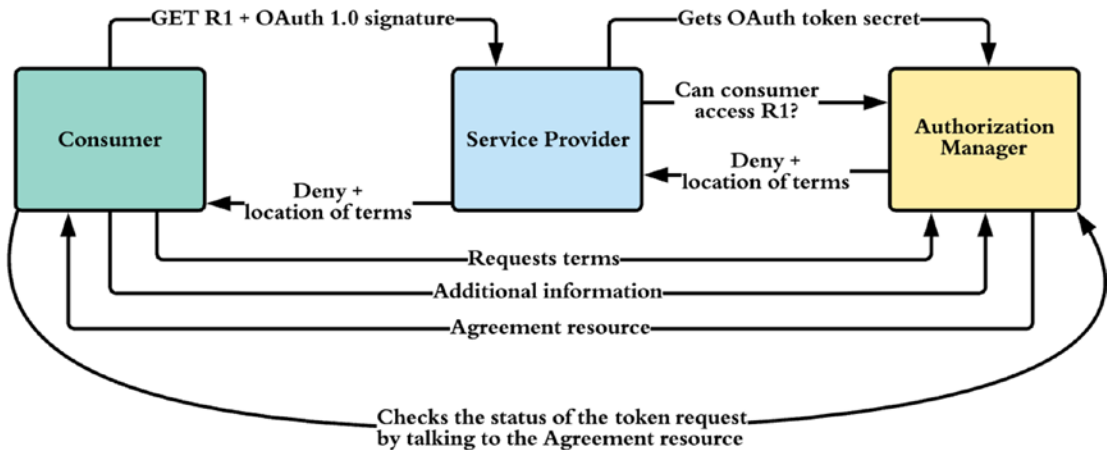 GET R1 + OAuth 1.0 signature
Gets OAuth token secret
Consumer
Service Provider
Can consumer
access R1?
Authorization
Manager
Deny +
location of terms
Deny +
location of terms
Requests terms
Additional information
Agreement resource
Checks the status of the token request
by talking to the Agreement resource